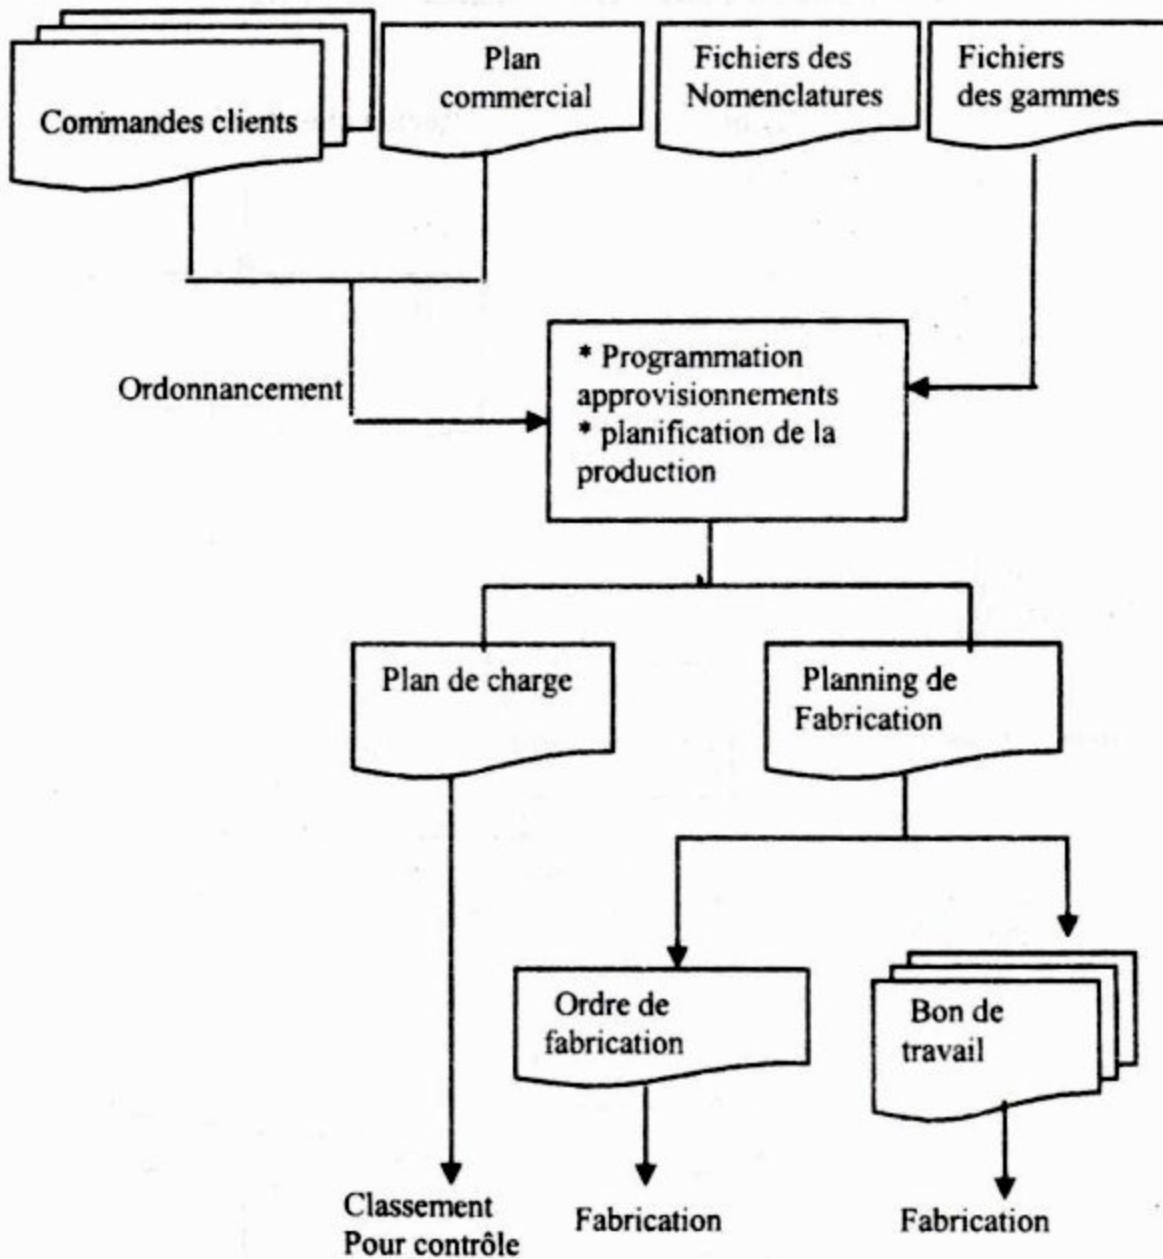 Commandes clients
Plan
commercial
Fichiers des
Nomenclatures
Fichiers
des gammes
Ordonnancement
* Programmation
approvisionnements
* planification de la
production
Plan de charge
Planning de
Fabrication
Ordre de
fabrication
Bon de
travail
Classement
Pour contrôle
Fabrication
Fabrication